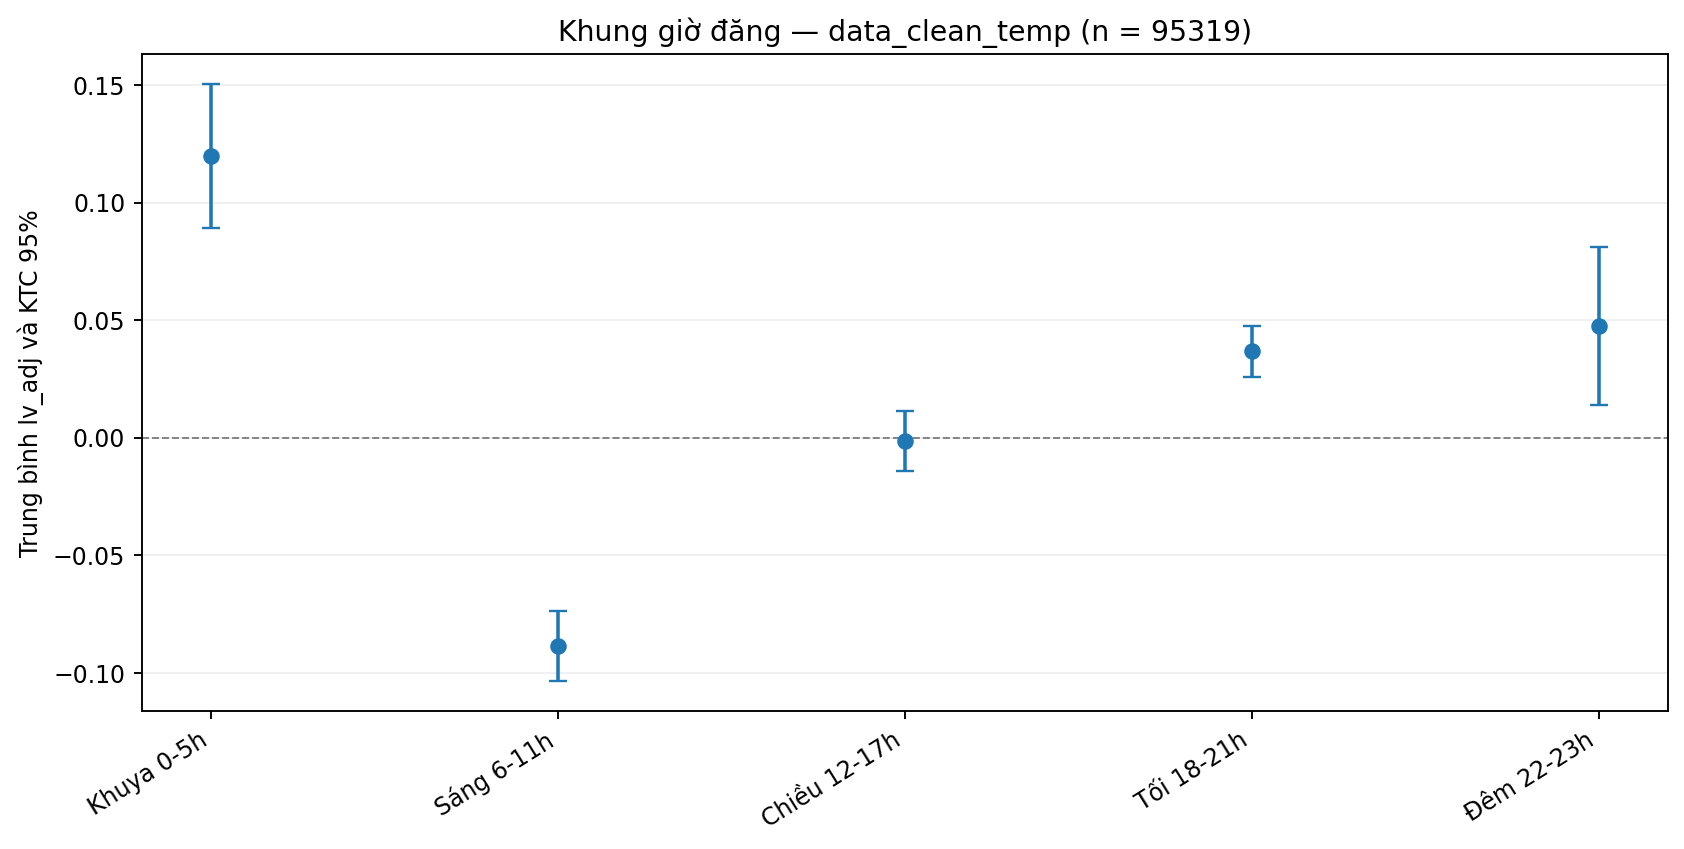 Khung giờ đăng — data_clean_temp (n = 95319)
Trung bình lv_adj và KTC 95%
0.15
0.10
0.05
0.00
−0.05
−0.10
Khuya 0-5h
Sáng 6-11h
Chiều 12-17h
Tối 18-21h
Đêm 22-23h